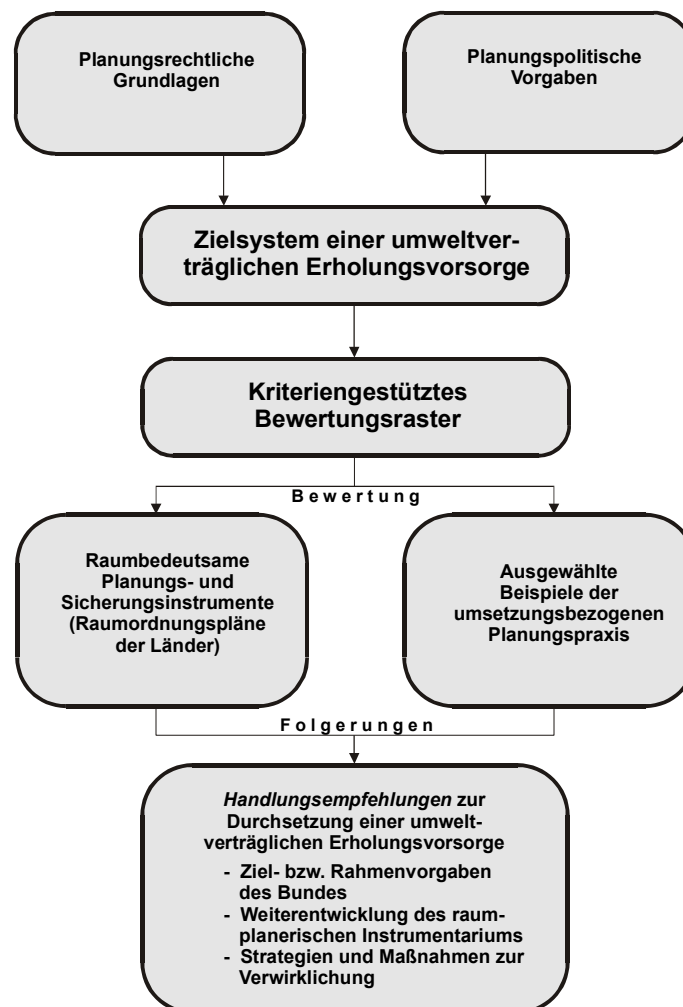 Planungsrechtliche
Grundlagen
Planungspolitische
Vorgaben
Zielsystem einer umweltver-
träglichen Erholungsvorsorge
Kriteriengestütztes
Bewertungsraster
Bewertung
Raumbedeutsame
Planungs- und
Sicherungsinstrumente
(Raumordnungspläne
der Länder)
Ausgewählte
Beispiele der
umsetzungsbezogenen
Planungspraxis
Folgerungen
Handlungsempfehlungen zur
Durchsetzung einer umwelt-
verträglichen Erholungsvorsorge
- Ziel- bzw. Rahmenvorgaben
des Bundes
- Weiterentwicklung des raum-
planerischen Instrumentariums
- Strategien und Maßnahmen zur
Verwirklichung